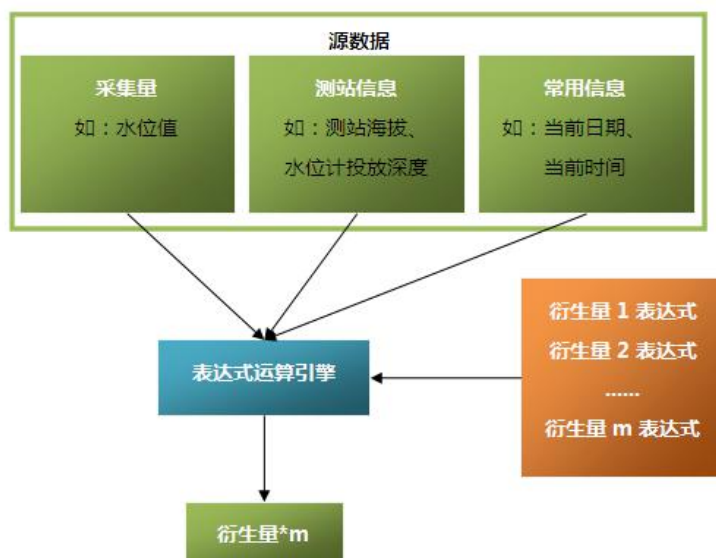 源数据
采集量
如：水位值
测站信息
如：测站海拔、
水位计投放深度
常用信息
如：当前日期、
当前时间
衍生量 1 表达式
衍生量 2 表达式
......
衍生量 m 表达式
表达式运算引擎
衍生量*m